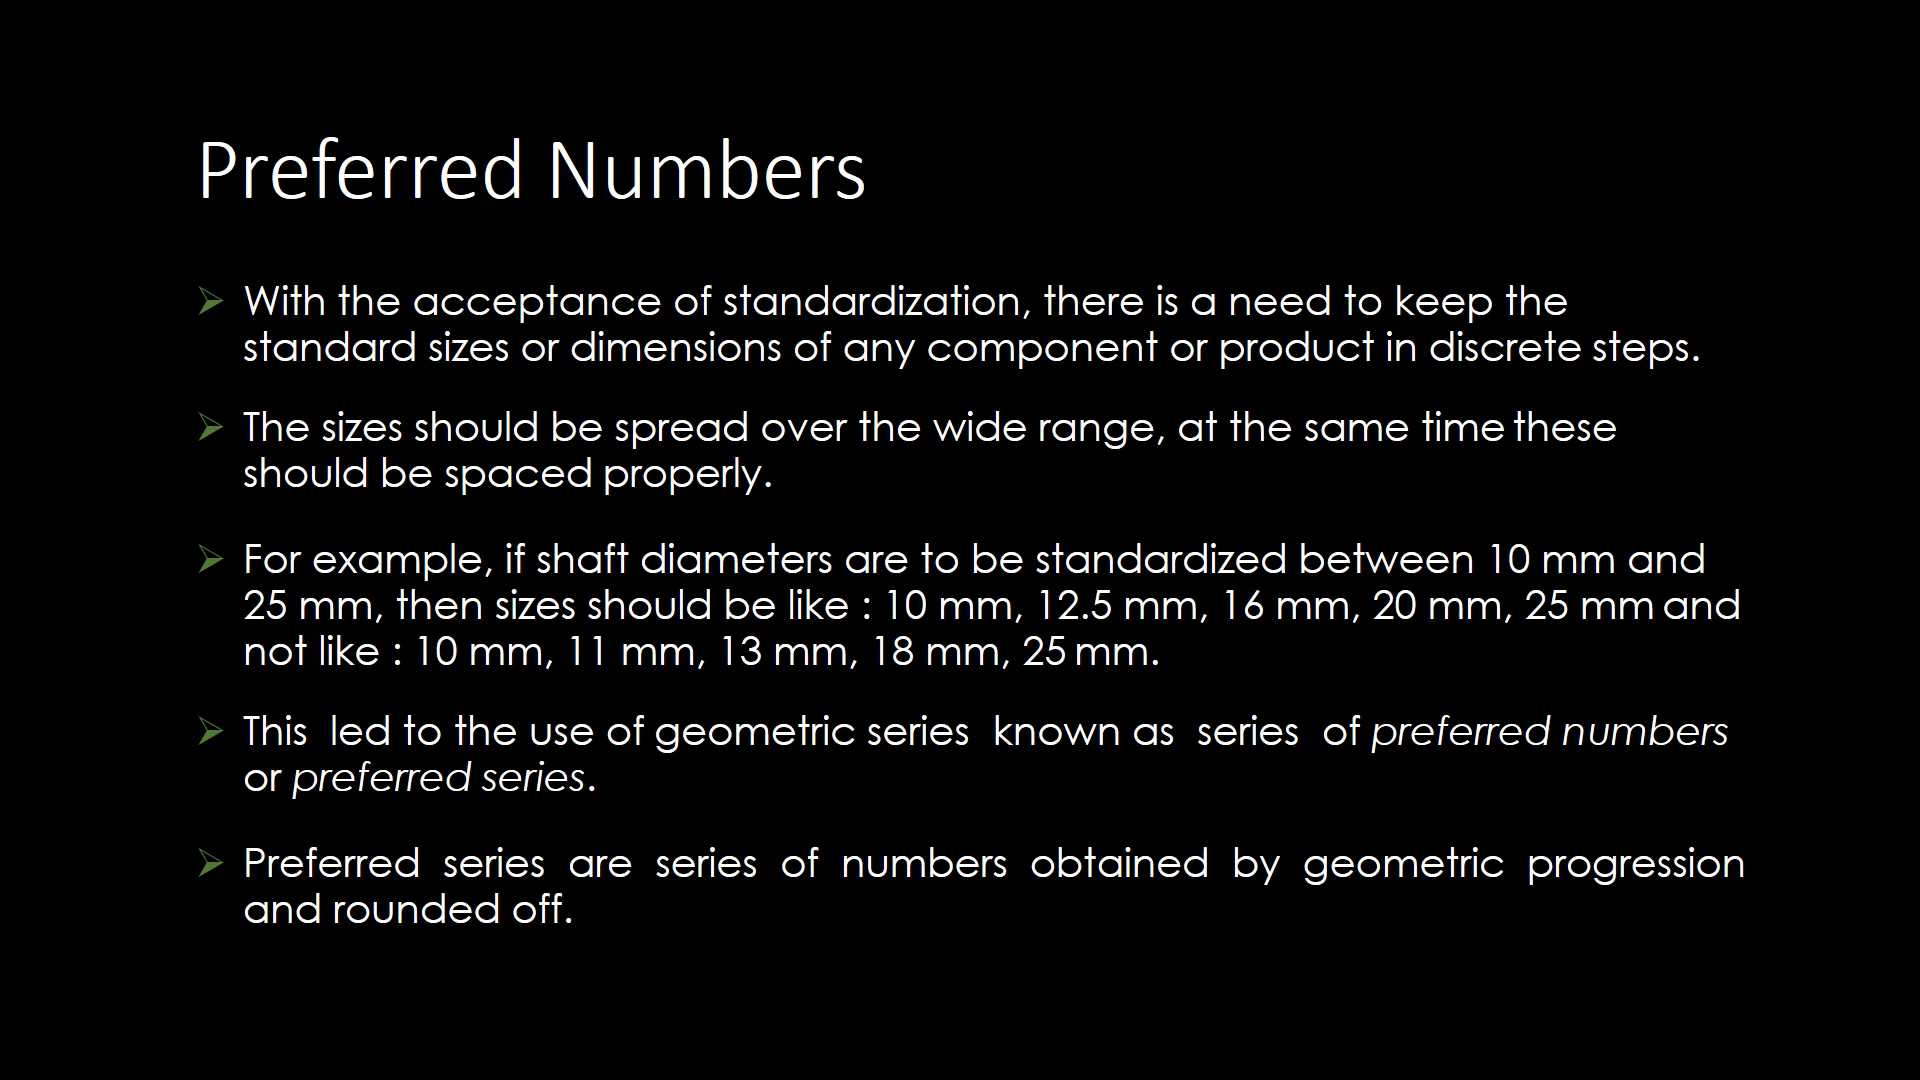 Preferred Numbers
With the acceptance of standardization, there is a need to keep the
standard sizes or dimensions of any component or product in discrete steps.
The sizes should be spread over the wide range, at the same time these
should be spaced properly.
For example, if shaft diameters are to be standardized between 10 mm and
25 mm, then sizes should be like : 10 mm, 12.5 mm, 16 mm, 20 mm, 25 mm and
not like : 10 mm, 11 mm, 13 mm, 18 mm, 25 mm.
This led to the use of geometric series known as series of preferred numbers
or preferred series.
Preferred series are series of numbers obtained by geometric progression
and rounded off.